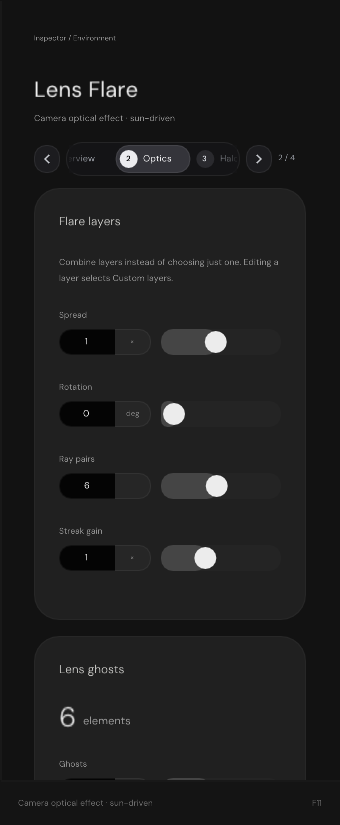 Inspector / Environment
Lens Flare
Camera optical effect · sun-driven
rview 2 Optics 3 Halo 2 / 4
Flare layers
Combine layers instead of choosing just one. Editing a
layer selects Custom layers.
Spread
1 ×
Rotation
0 deg
Ray pairs
6
Streak gain
1 ×
Lens ghosts
6 elements
Ghosts
Camera optical effect · sun-driven F11